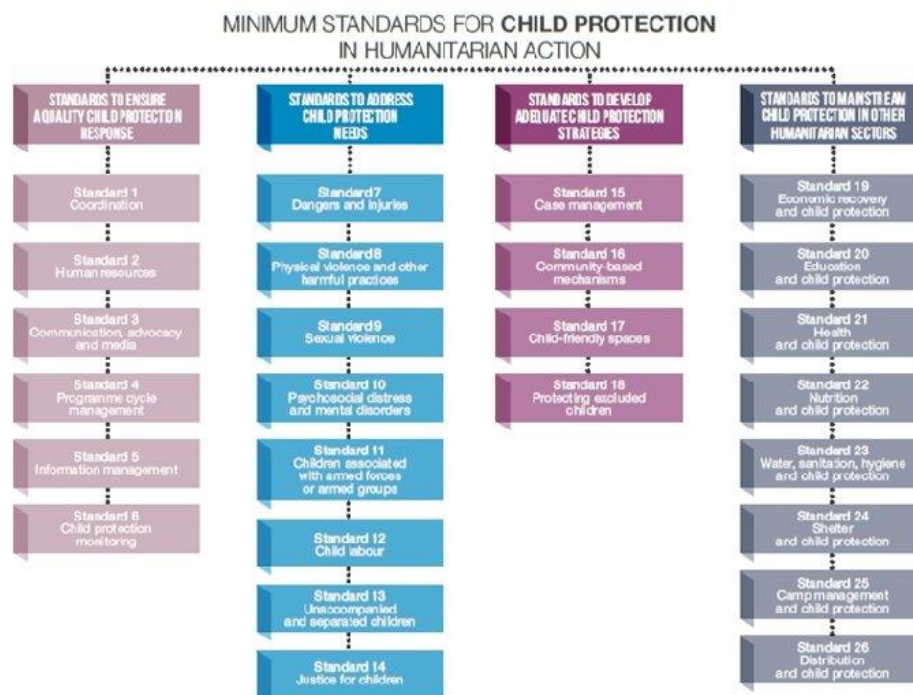 MINIMUM STANDARDS FOR CHILD PROTECTION
IN HUMANITARIAN ACTION
STANDARDS TO ENSURE
A QUALITY CHILD PROTECTION
RESPONSE
Standard 1
Coordination
Standard 2
Human resources
Standard 3
Communication, advocacy
and media
Standard 4
Programme cycle
management
Standard 5
Information management
Standard 6
Child protection
monitoring
STANDARDS TO ADDRESS
CHILD PROTECTION
NEEDS
Standard 7
Dangers and injuries
Standard 8
Physical violence and other
harmful practices
Standard 9
Sexual violence
Standard 10
Psychosocial distress
and mental disorders
Standard 11
Children associated
with armed forces
or armed groups
Standard 12
Child labour
Standard 13
Unaccompanied
and separated children
Standard 14
Justice for children
STANDARDS TO DEVELOP
ADEQUATE CHILD PROTECTION
STRATEGIES
Standard 15
Case management
Standard 16
Community-based
mechanisms
Standard 17
Child-friendly spaces
Standard 18
Protecting excluded
children
STANDARDS TO MAINSTREAM
CHILD PROTECTION IN OTHER
HUMANITARIAN SECTORS
Standard 19
Economic recovery
and child protection
Standard 20
Education
and child protection
Standard 21
Health
and child protection
Standard 22
Nutrition
and child protection
Standard 23
Water, sanitation, hygiene
and child protection
Standard 24
Shelter
and child protection
Standard 25
Camp management
and child protection
Standard 26
Distribution
and child protection